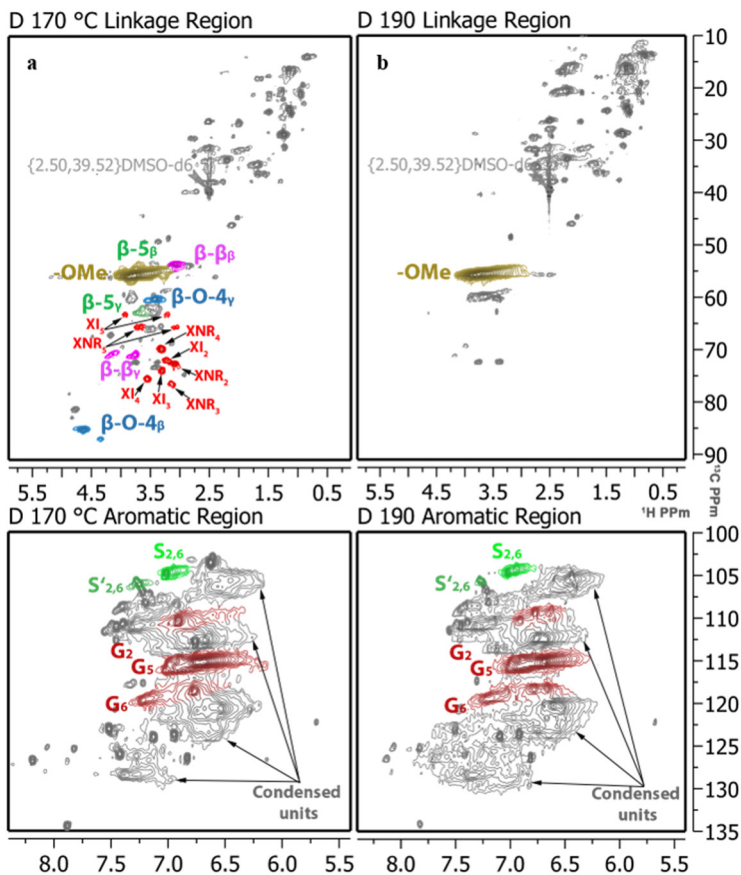 D 170 °C Linkage Region
D 190 Linkage Region
a
b
10
20
30
40
50
60
70
80
90
{2.50,39.52}DMSO-d6
{2.50,39.52}DMSO-d6
β-5β
β-ββ
-OMe
-OMe
β-5γ
β-O-4γ
XI5
XNR5
XNR4
XI2
β-βγ
XNR2
XI4
XI3
XNR3
β-O-4β
13C PPm
5.5 4.5 3.5 2.5 1.5 0.5
5.5 4.5 3.5 2.5 1.5 0.5
1H PPm
D 170 °C Aromatic Region
D 190 Aromatic Region
100
105
110
115
120
125
130
135
S2,6
S2,6
S'2,6
S'2,6
G2
G2
G5
G5
G6
G6
Condensed
units
Condensed
units
8.0 7.5 7.0 6.5 6.0 5.5
8.0 7.5 7.0 6.5 6.0 5.5